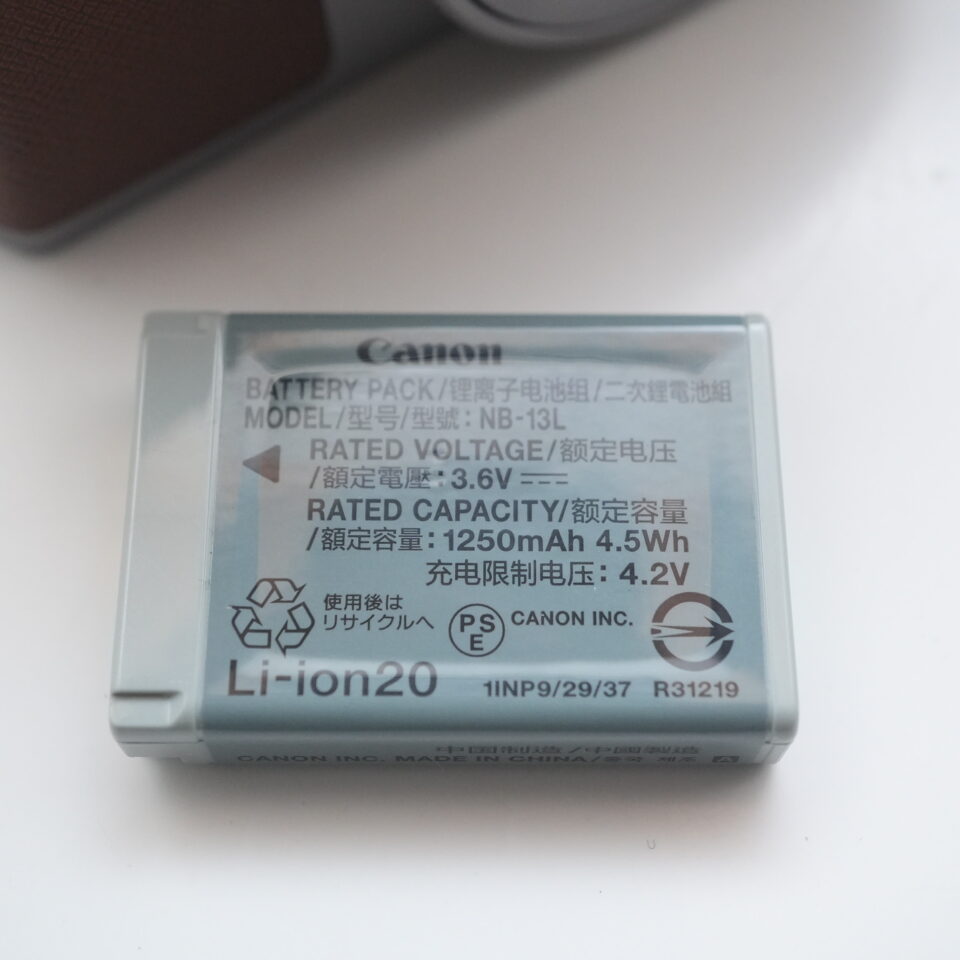 Canon
BATTERY PACK/锂离子电池组/二次鋰電池組
MODEL/型号/型號: NB-13L
RATED VOLTAGE/额定电压
/額定電壓: 3.6V
RATED CAPACITY/额定容量
/額定容量: 1250mAh 4.5Wh
充电限制电压: 4.2V
使用後は
リサイクルへ
PS
E
CANON INC.
R31219
Li-ion20
1INP9/29/37
中国制造/中國製造
CANON INC. MADE IN CHINA/중국 제조 A